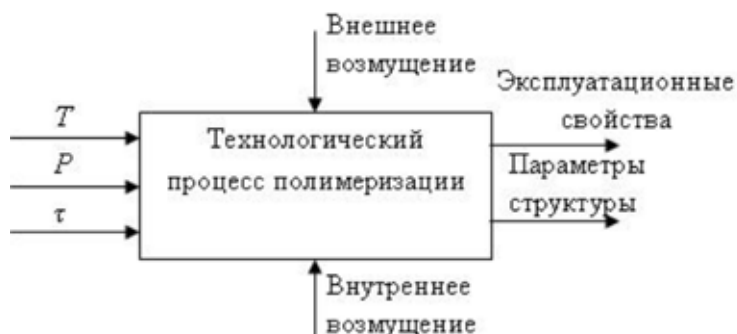 Внешнее
возмущение
Эксплуатационные
свойства
T
Технологический
процесс полимеризации
P
Параметры
структуры
τ
Внутреннее
возмущение